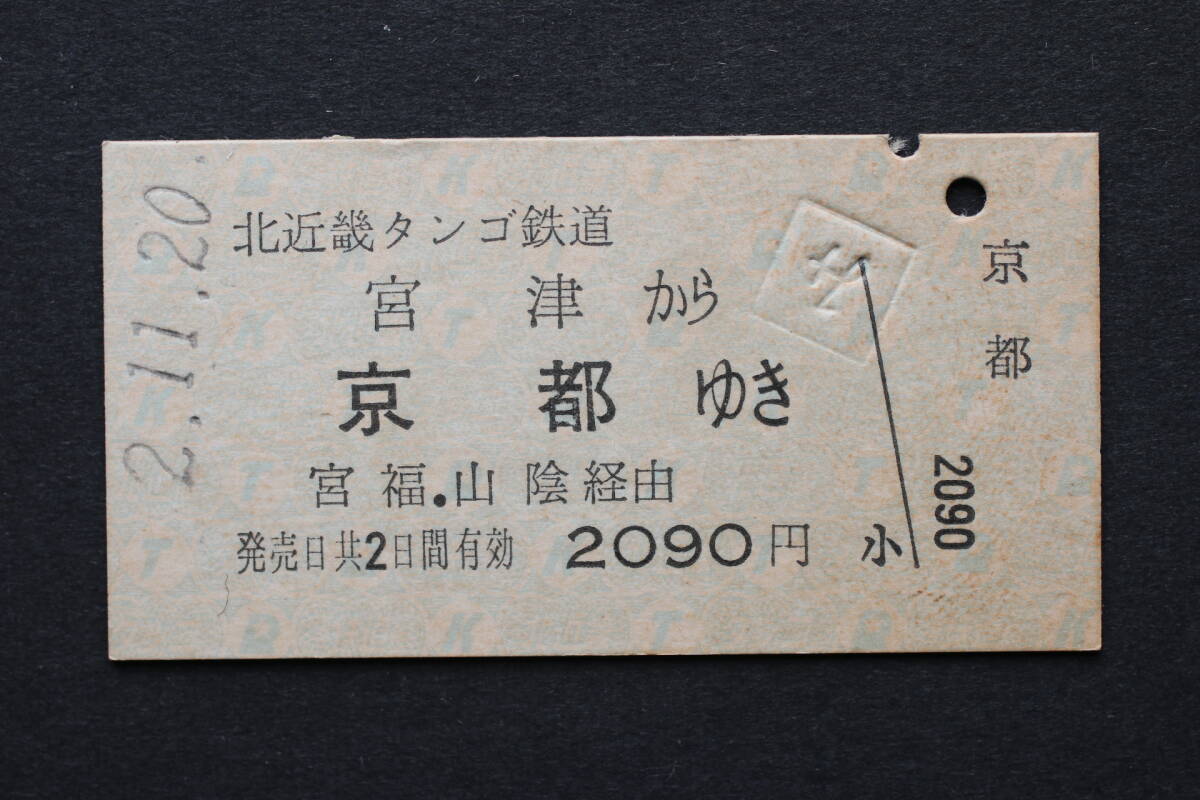 2.11.20.
北近畿タンゴ鉄道
宮津から
京都ゆき
宮福.山陰経由
発売日共2日間有効 2090円 小
京都
2090